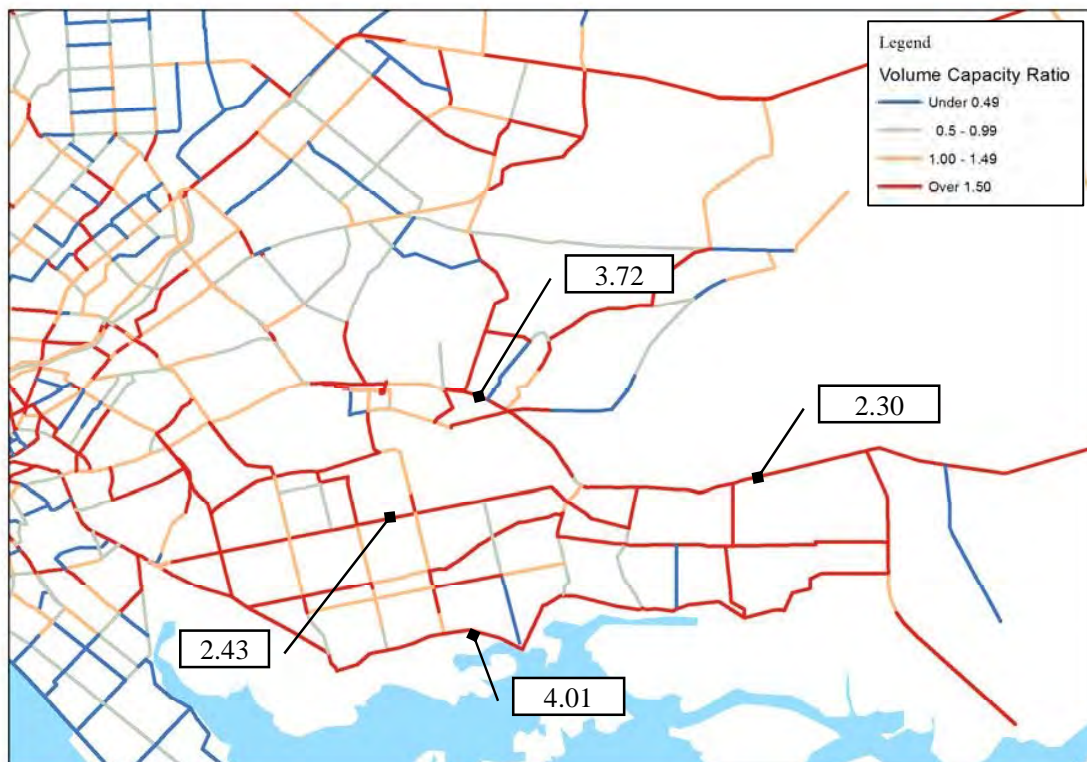 Legend
Volume Capacity Ratio
Under 0.49
0.5 - 0.99
1.00 - 1.49
Over 1.50
3.72
2.30
2.43
4.01